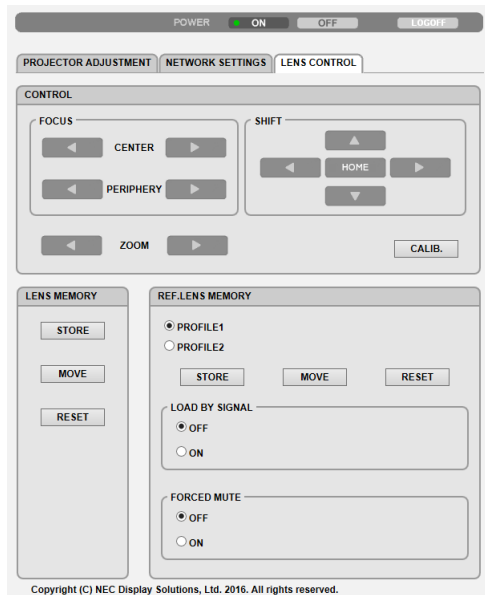 POWER ON OFF LOGOFF
PROJECTOR ADJUSTMENT NETWORK SETTINGS LENS CONTROL
CONTROL
FOCUS
CENTER
PERIPHERY
ZOOM
SHIFT
HOME
CALIB.
LENS MEMORY
STORE
MOVE
RESET
REF.LENS MEMORY
PROFILE1
PROFILE2
STORE MOVE RESET
LOAD BY SIGNAL
OFF
ON
FORCED MUTE
OFF
ON
Copyright (C) NEC Display Solutions, Ltd. 2016. All rights reserved.